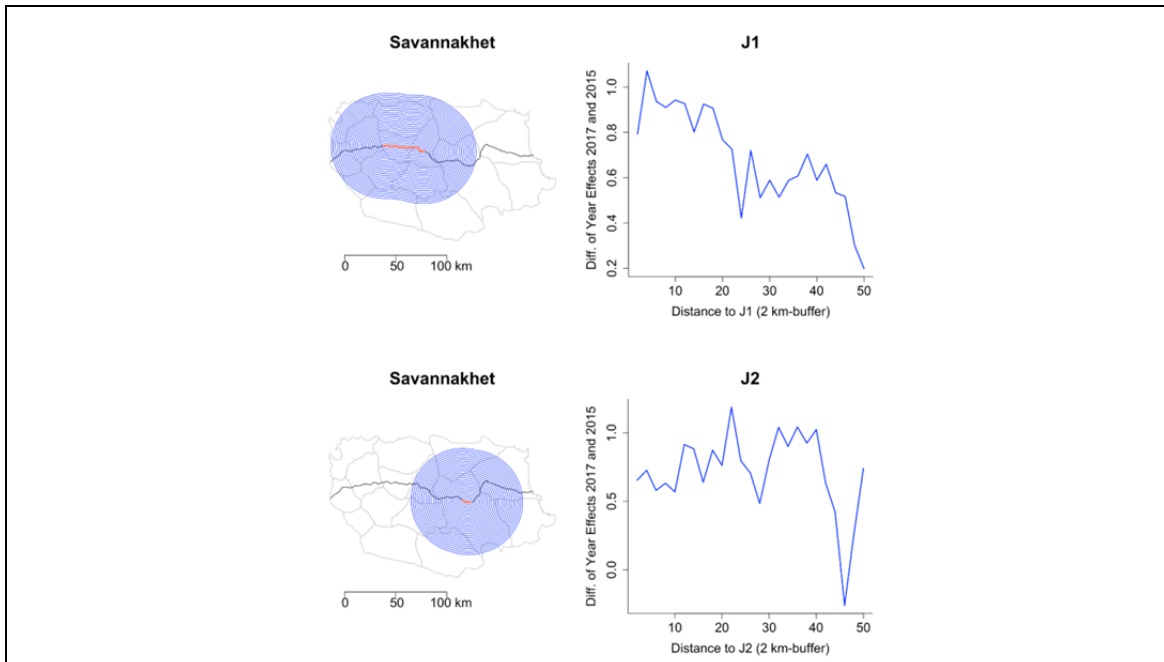 Savannakhet
0 50 100 km
J1
Diff. of Year Effects 2017 and 2015
0.2 0.4 0.6 0.8 1.0
10 20 30 40 50
Distance to J1 (2 km-buffer)
Savannakhet
0 50 100 km
J2
Diff. of Year Effects 2017 and 2015
0.0 0.5 1.0
10 20 30 40 50
Distance to J2 (2 km-buffer)